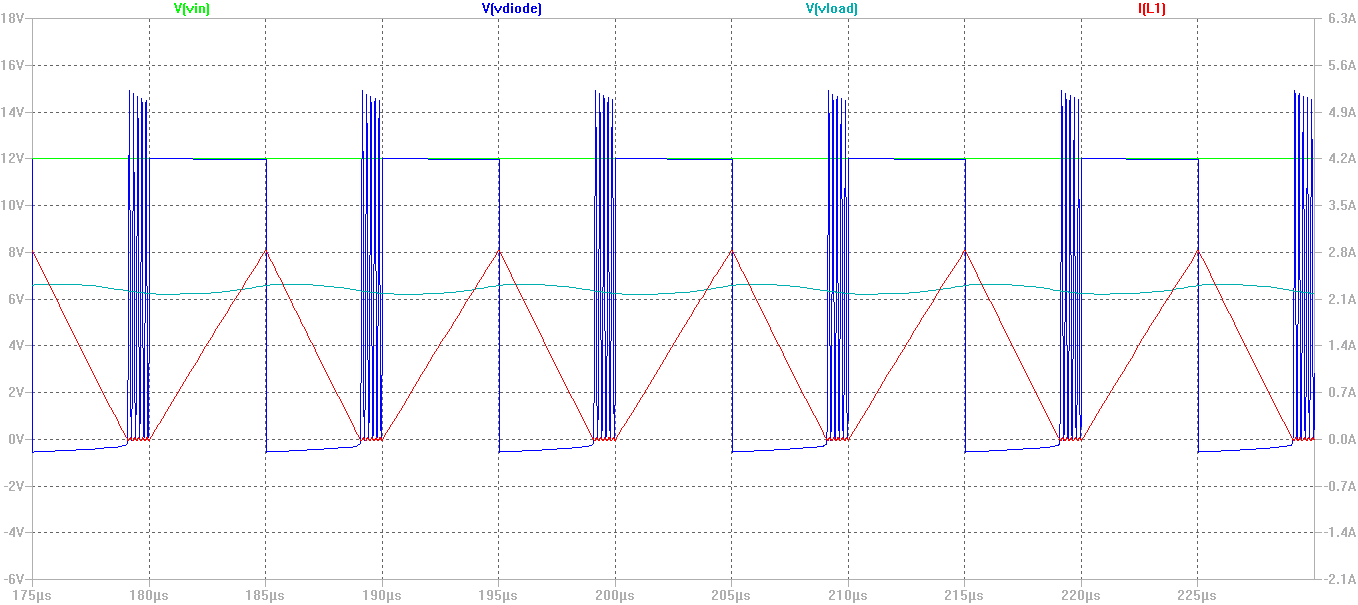 V(vin) V(vdiode) V(vload) I(L1)
18V 6.3A
16V 5.6A
14V 4.9A
12V 4.2A
10V 3.5A
8V 2.8A
6V 2.1A
4V 1.4A
2V 0.7A
0V 0.0A
-2V -0.7A
-4V -1.4A
-6V -2.1A
175µs 180µs 185µs 190µs 195µs 200µs 205µs 210µs 215µs 220µs 225µs